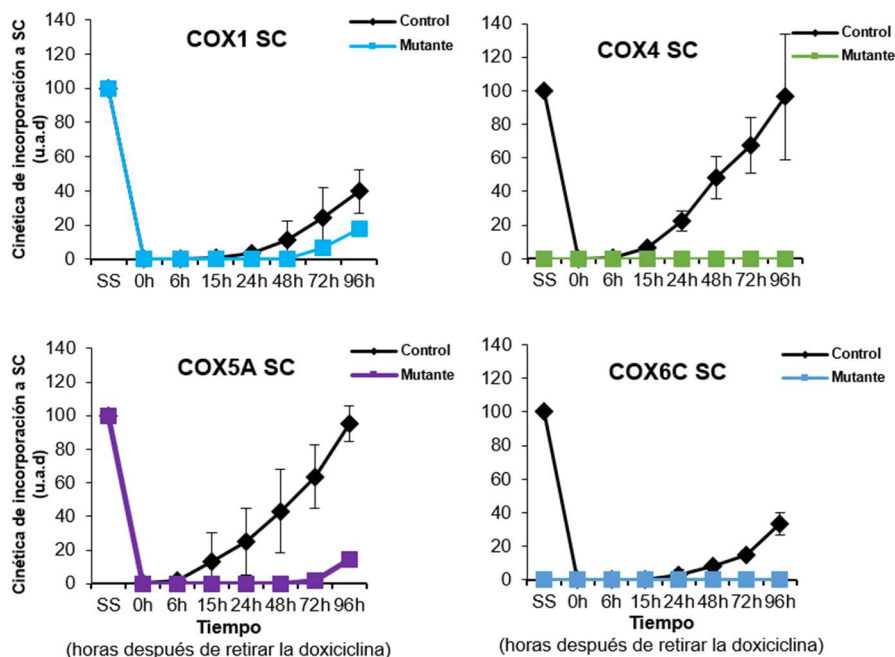 COX1 SC
Control
Mutante
Cinética de incorporación a SC
(u.a.d)
140
120
100
80
60
40
20
0
SS 0h 6h 15h 24h 48h 72h 96h
COX4 SC
Control
Mutante
140
120
100
80
60
40
20
0
SS 0h 6h 15h 24h 48h 72h 96h
COX5A SC
Control
Mutante
Cinética de incorporación a SC
(u.a.d)
140
120
100
80
60
40
20
0
SS 0h 6h 15h 24h 48h 72h 96h
Tiempo
(horas después de retirar la doxiciclina)
COX6C SC
Control
Mutante
140
120
100
80
60
40
20
0
SS 0h 6h 15h 24h 48h 72h 96h
Tiempo
(horas después de retirar la doxiciclina)